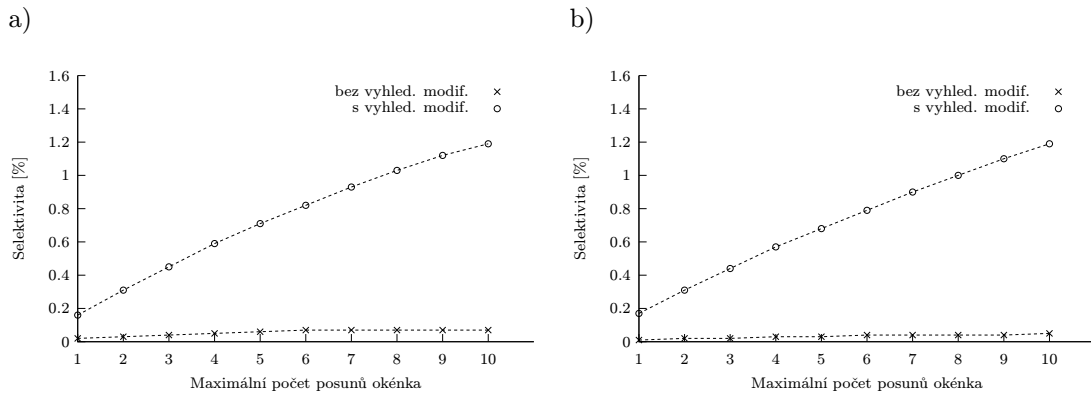 a)
1.6
1.4
1.2
1
0.8
0.6
0.4
0.2
0
Selektivita [%]
bez vyhled. modif.
s vyhled. modif.
1 2 3 4 5 6 7 8 9 10
Maximální počet posunů okénka
b)
1.6
1.4
1.2
1
0.8
0.6
0.4
0.2
0
Selektivita [%]
bez vyhled. modif.
s vyhled. modif.
1 2 3 4 5 6 7 8 9 10
Maximální počet posunů okénka